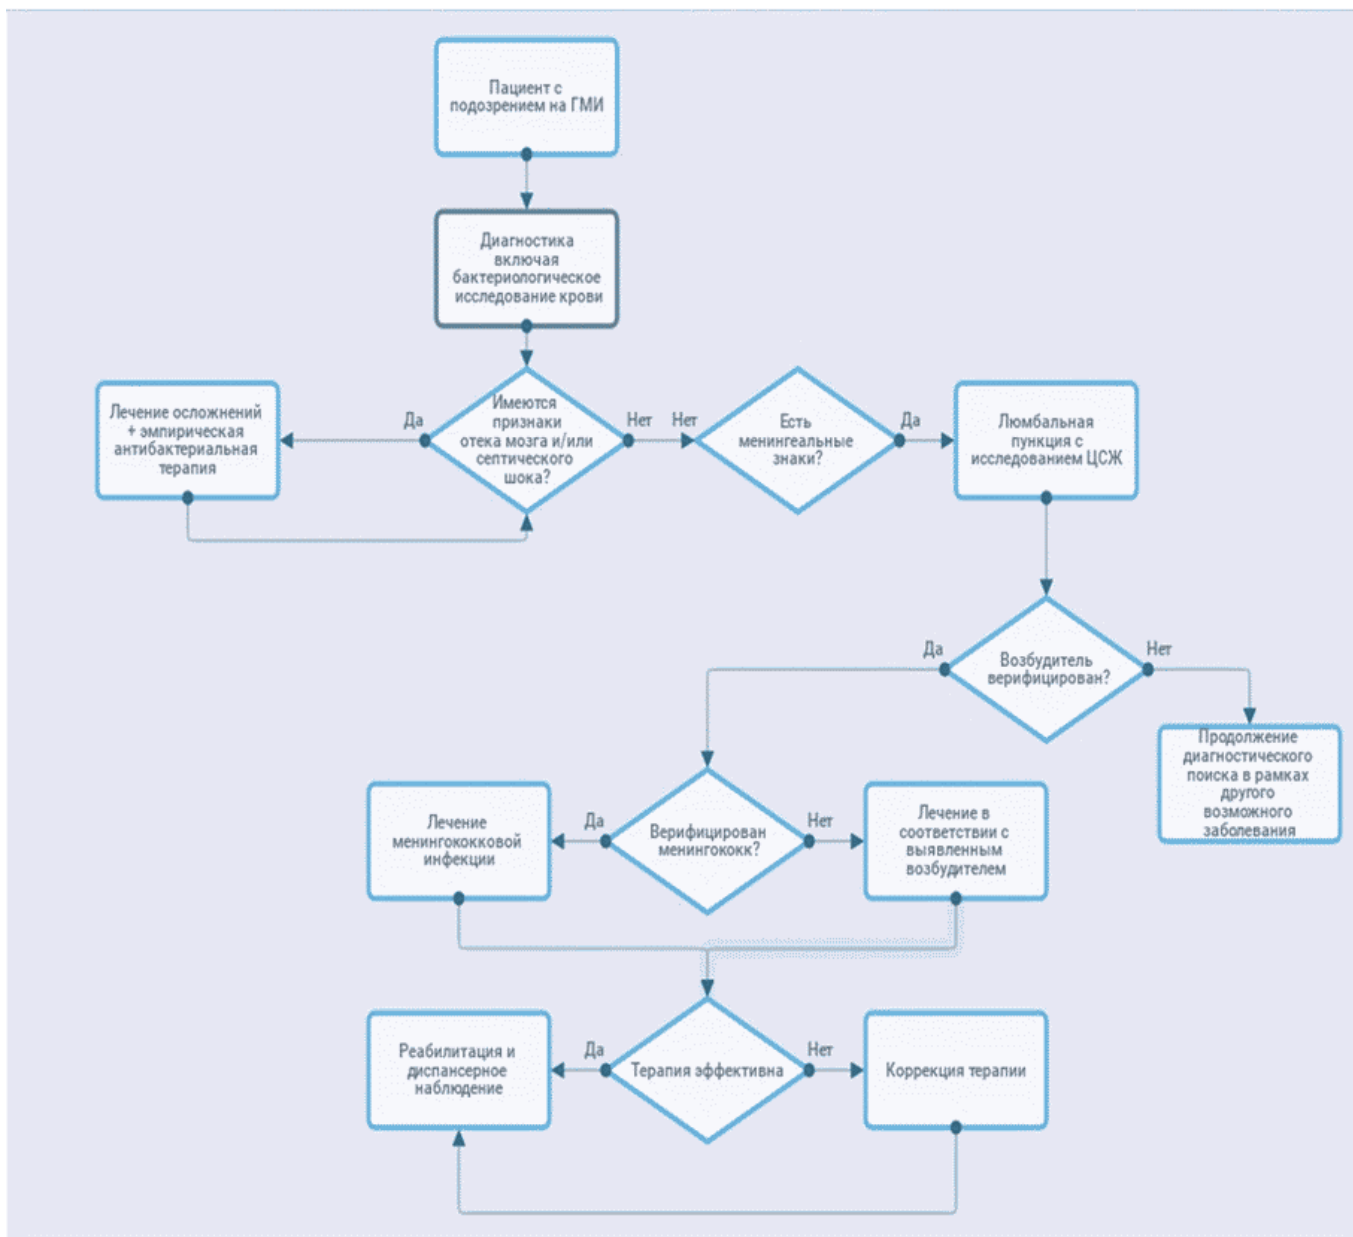 Пациент с
подозрением на ГМИ
Диагностика
включая
бактериологическое
исследование крови
Лечение осложнений
+ эмпирическая
антибактериальная
терапия
Да
Имеются
признаки
отека мозга и/или
септического
шока?
Нет
Нет
Есть
менингеальные
знаки?
Да
Люмбальная
пункция с
исследованием ЦСЖ
Да
Возбудитель
верифицирован?
Нет
Продолжение
диагностического
поиска в рамках
другого
возможного
заболевания
Лечение
менингококковой
инфекции
Да
Верифицирован
менингококк?
Нет
Лечение в
соответствии с
выявленным
возбудителем
Реабилитация и
диспансерное
наблюдение
Да
Терапия эффективна
Нет
Коррекция терапии